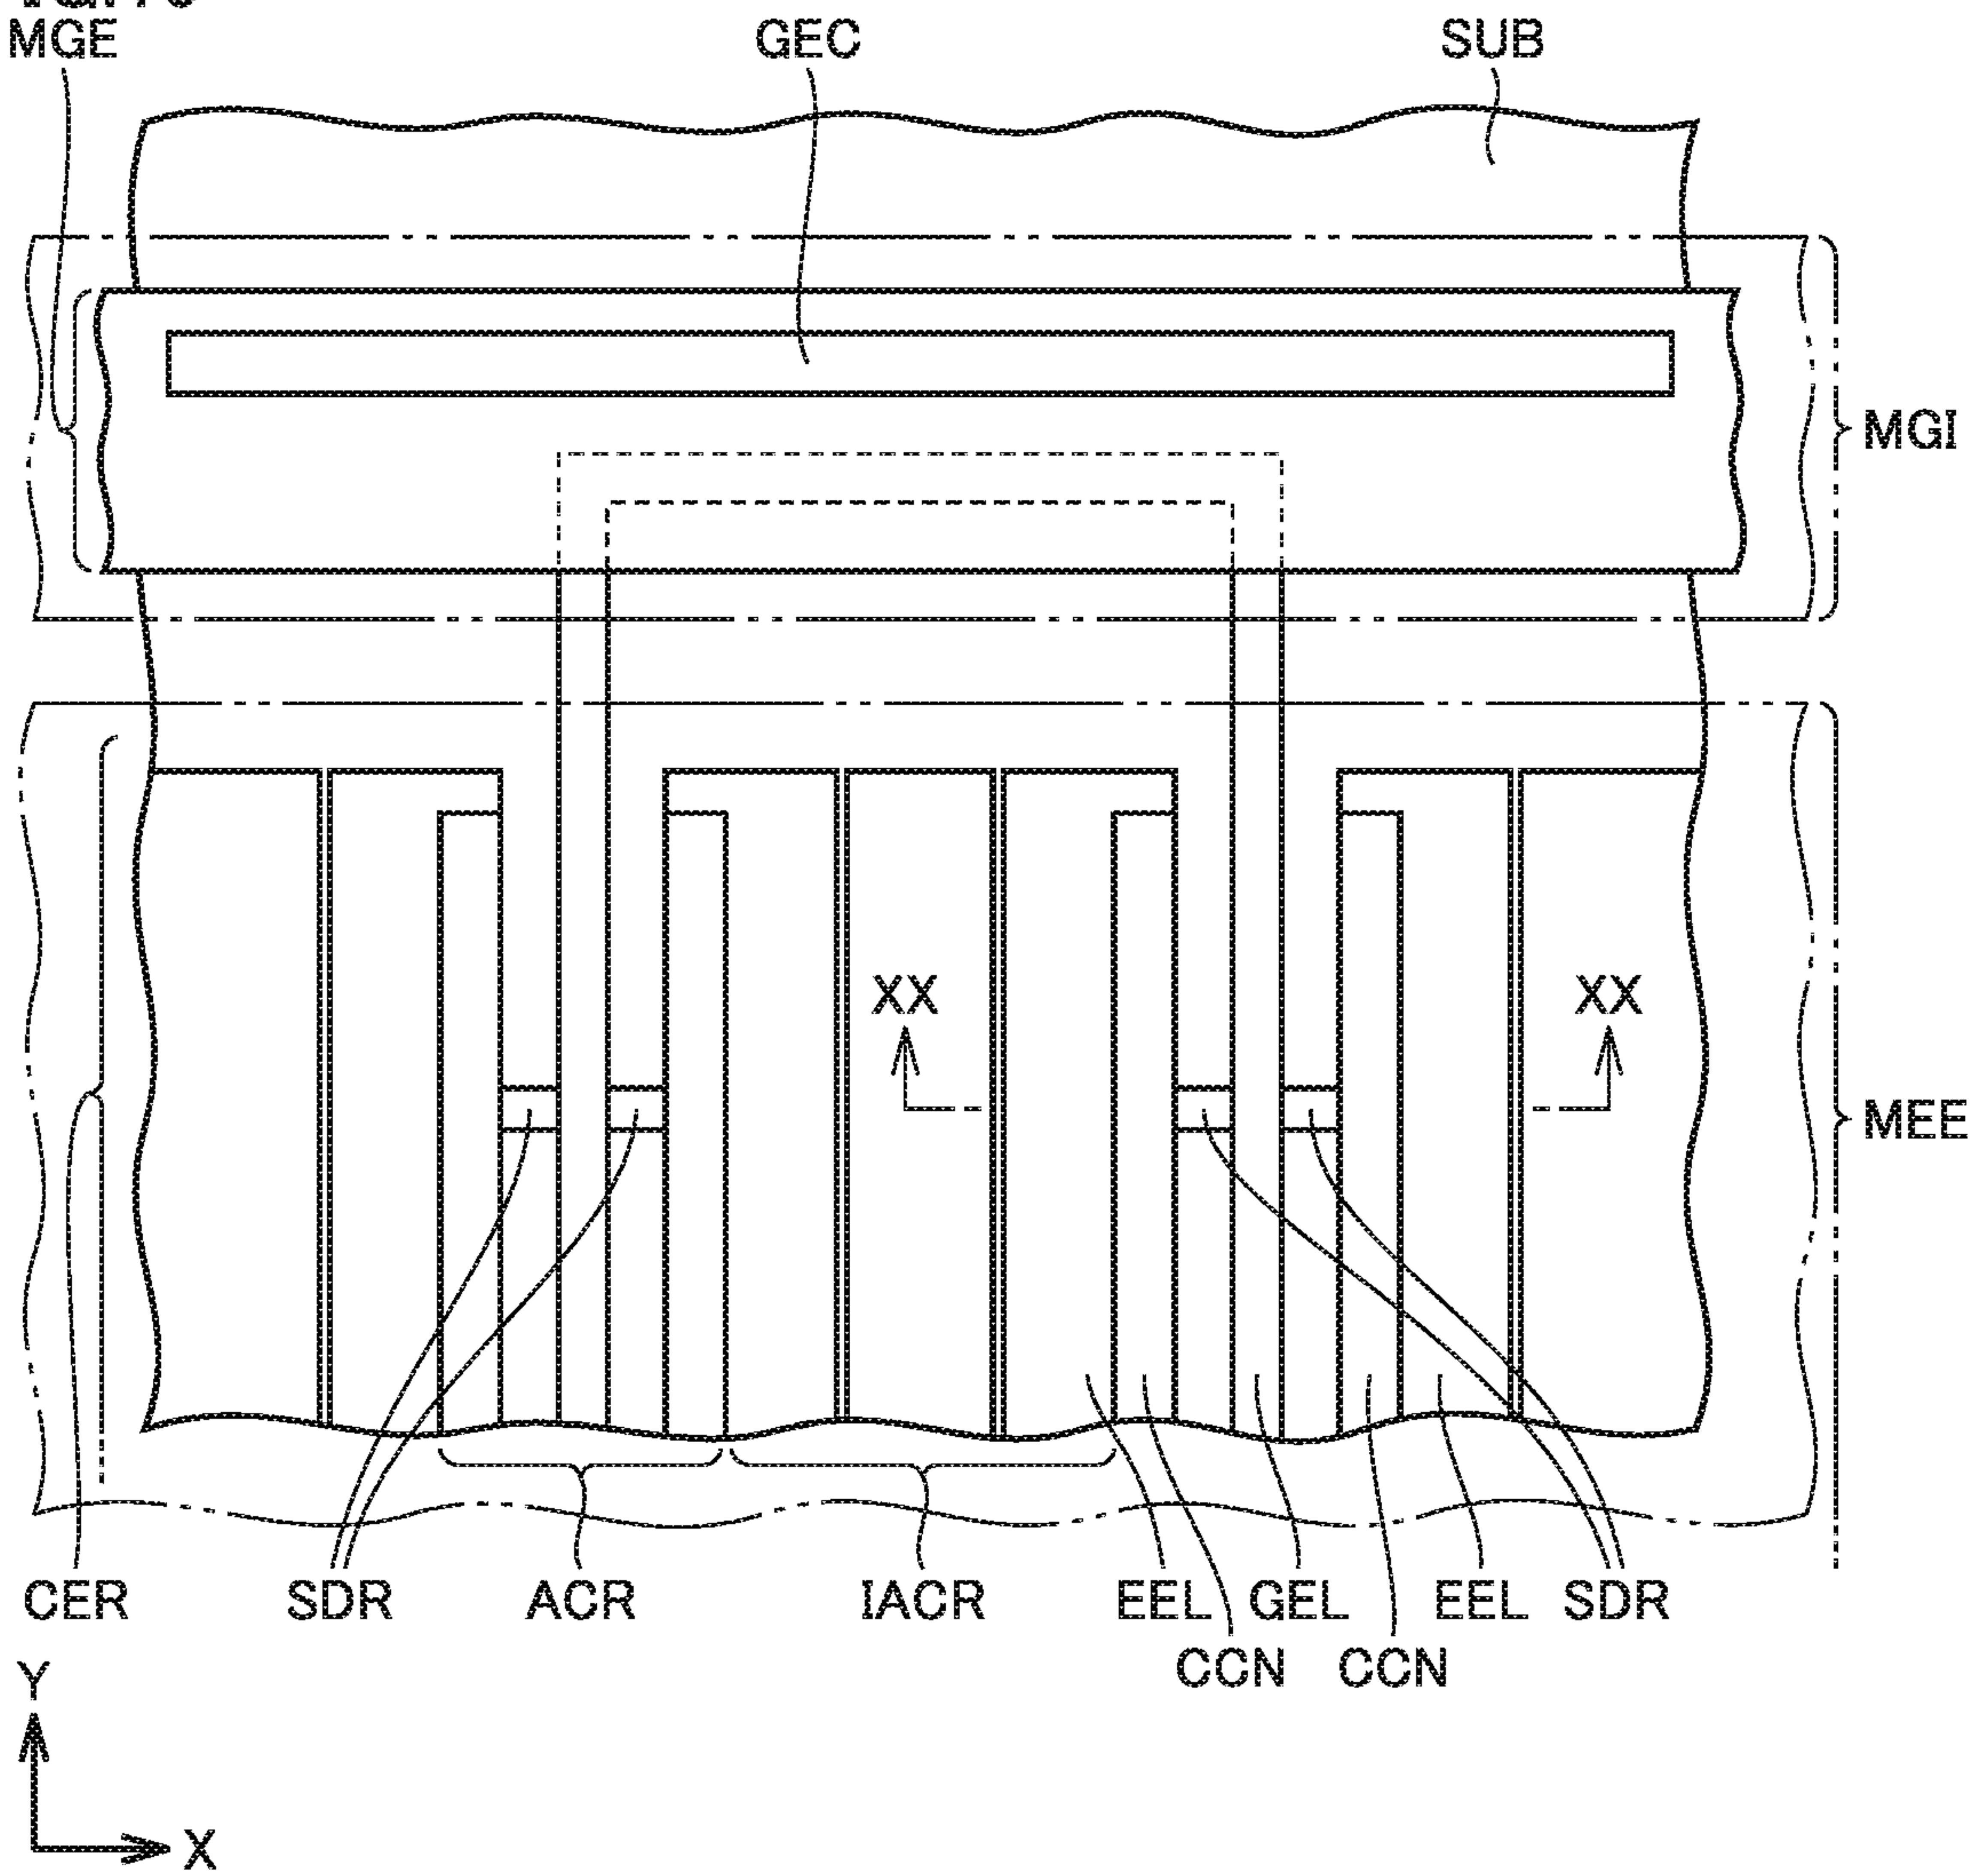 MGE GEC SUB
MGI
XX XX
MEE
CER SDR ACR IACR EEL GEL EEL SDR
CCN CCN
Y
X